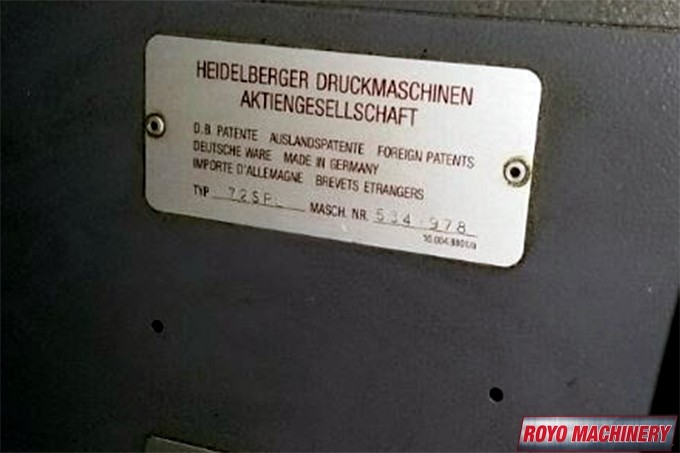 HEIDELBERGER DRUCKMASCHINEN
AKTIENGESELLSCHAFT
D.B. PATENTE AUSLANDSPATENTE FOREIGN PATENTS
DEUTSCHE WARE MADE IN GERMANY
IMPORTE D'ALLEMAGNE BREVETS ETRANGERS
TYP MASCH. NR. 534 978
ROYO MACHINERY